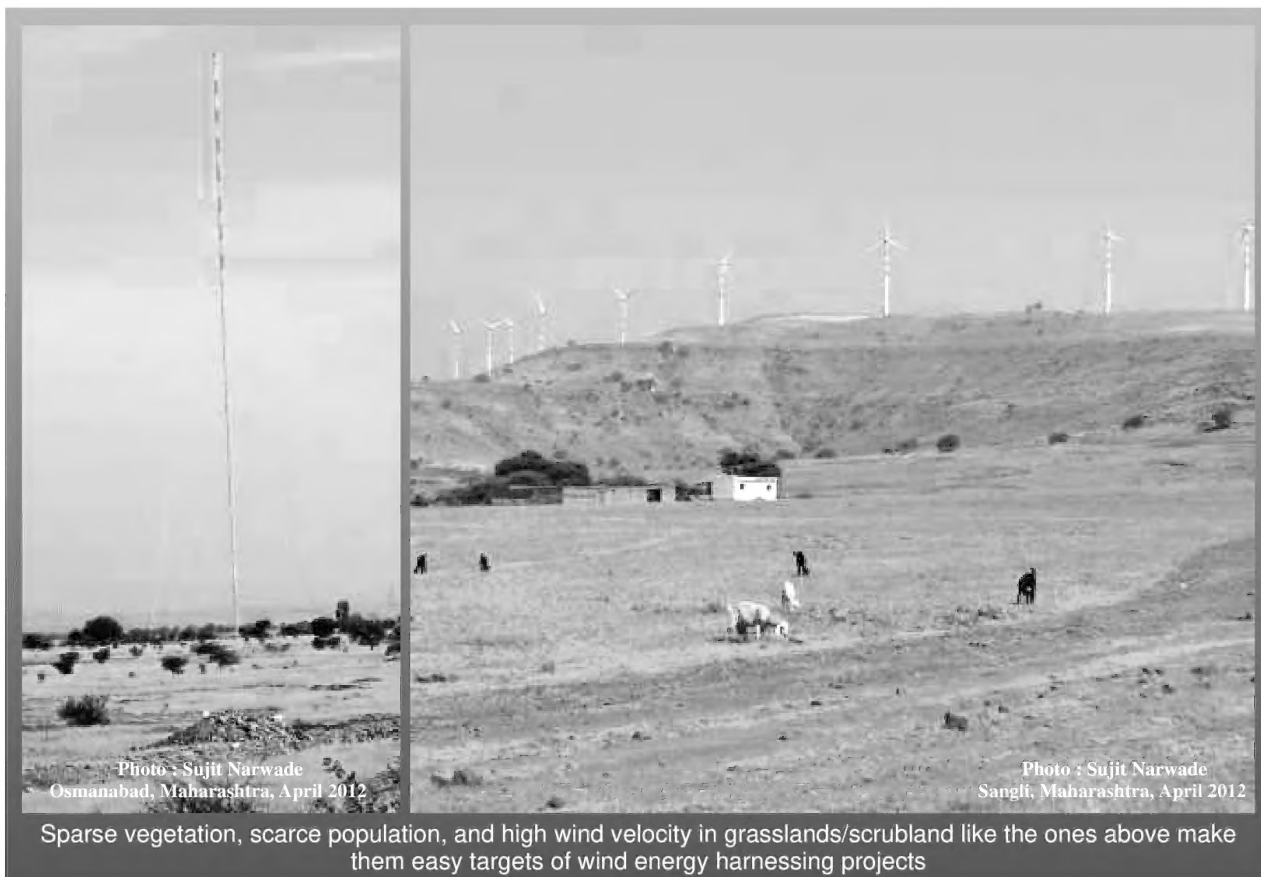 Photo : Sujit Narwade
Osmanabad, Maharashtra, April 2012
Photo : Sujit Narwade
Sangli, Maharashtra, April 2012
Sparse vegetation, scarce population, and high wind velocity in grasslands/scrubland like the ones above make
them easy targets of wind energy harnessing projects